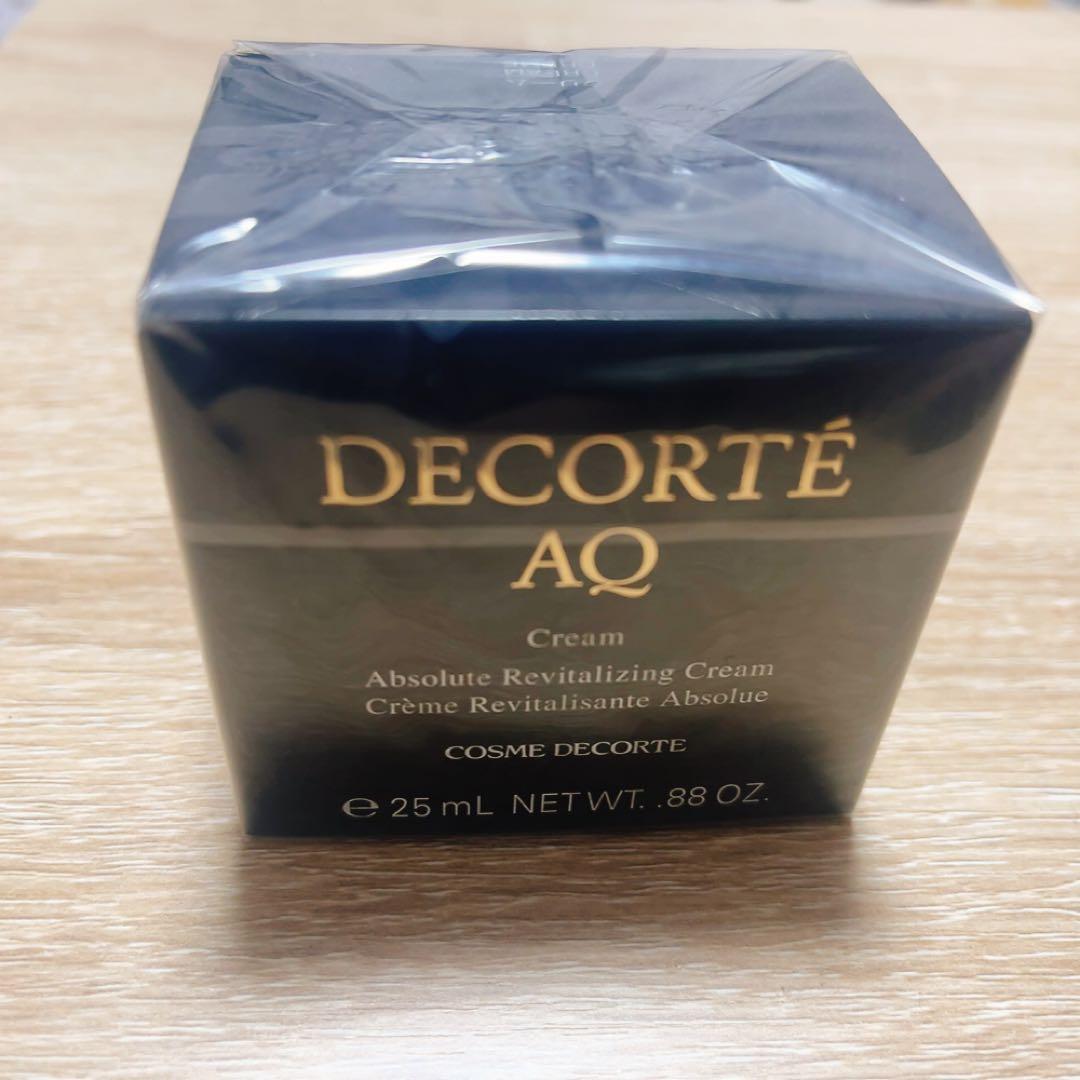 DECORTÉ
AQ
Cream
Absolute Revitalizing Cream
Crème Revitalisante Absolue
COSME DECORTE
℮ 25 mL NET WT. .88 OZ.